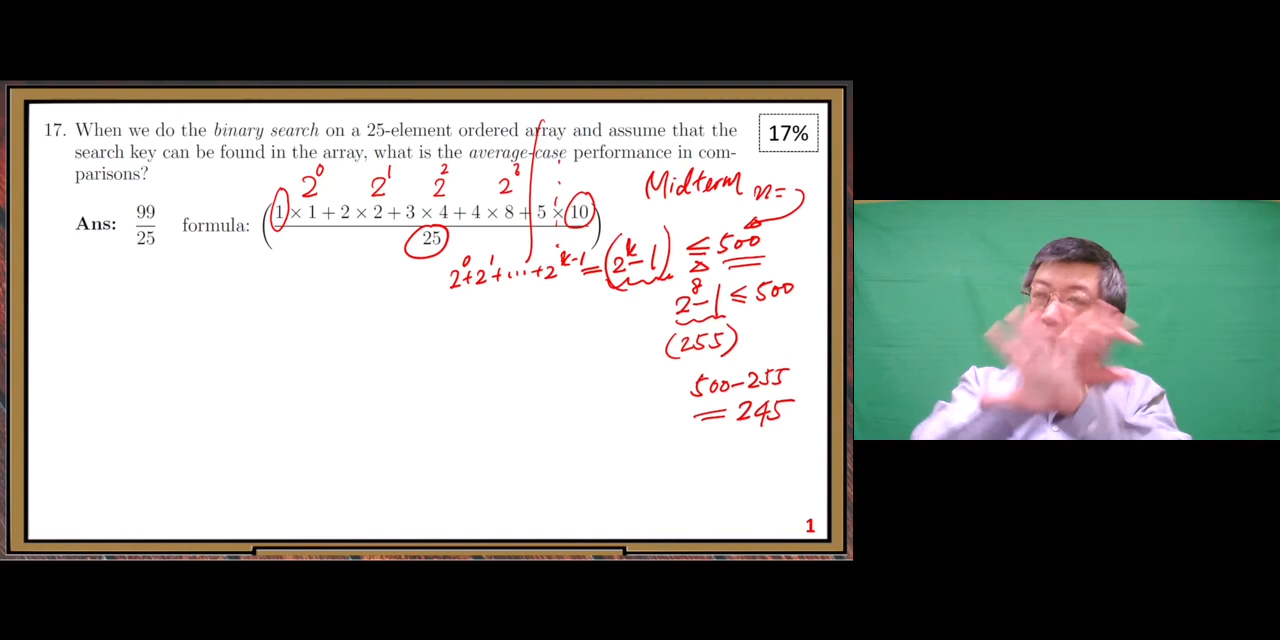 17. When we do the binary search on a 25-element ordered array and assume that the
search key can be found in the array, what is the average-case performance in com-
parisons?
17%
2^0 2^1 2^2 2^3
Midterm n=
Ans: 99/25 formula: ( (1 × 1 + 2 × 2 + 3 × 4 + 4 × 8 + 5 × 10) / 25 )
2^0+2^1+...+2^{k-1} = (2^k - 1) ≤ 500
2^8 - 1 ≤ 500
(255)
500-255
= 245
1